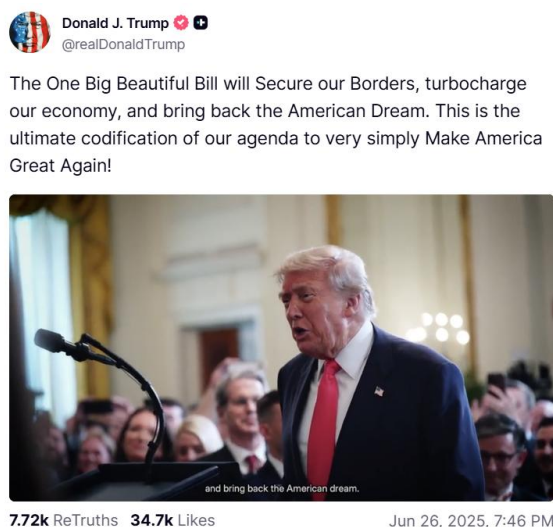 Donald J. Trump
@realDonaldTrump
The One Big Beautiful Bill will Secure our Borders, turbocharge
our economy, and bring back the American Dream. This is the
ultimate codification of our agenda to very simply Make America
Great Again!
and bring back the American dream.
7.72k ReTruths 34.7k Likes
Jun 26, 2025, 7:46 PM